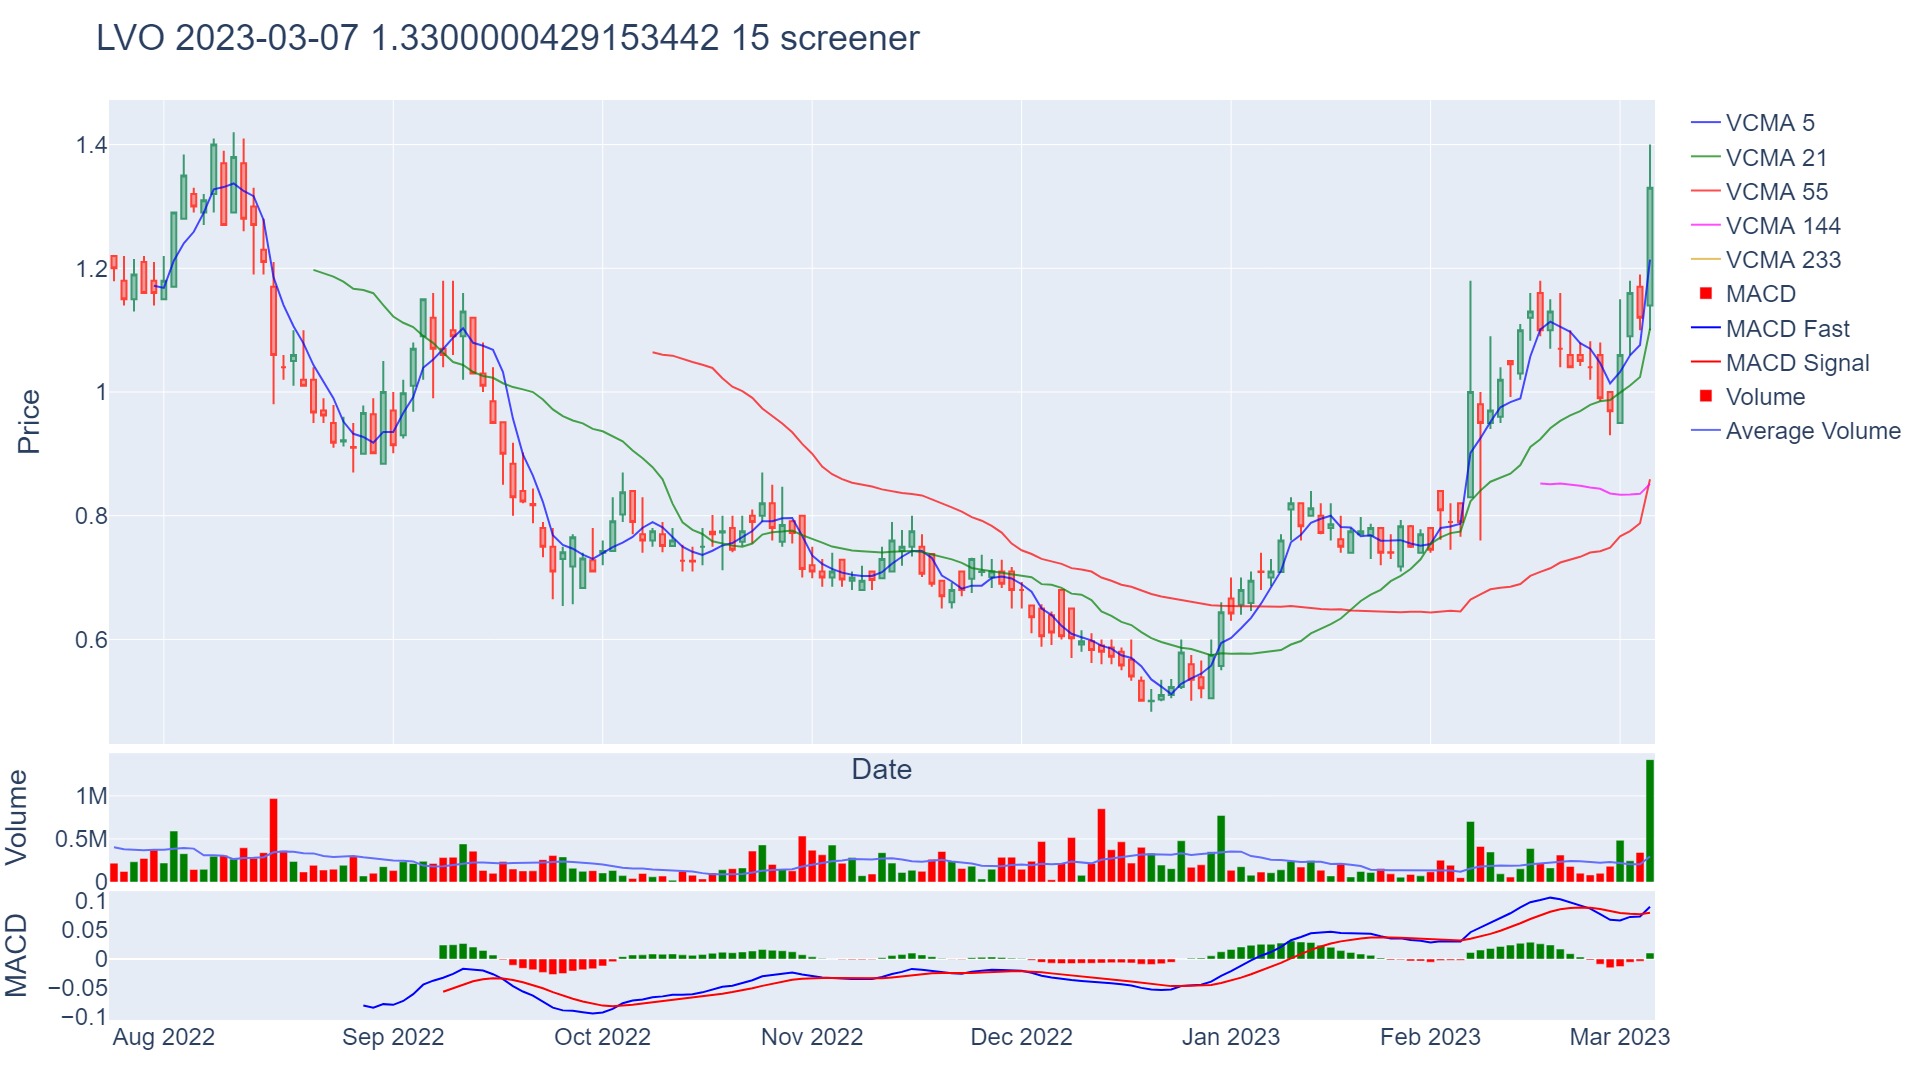 LVO 2023-03-07 1.3300000429153442 15 screener
Price
1.4
1.2
1
0.8
0.6
VCMA 5
VCMA 21
VCMA 55
VCMA 144
VCMA 233
MACD
MACD Fast
MACD Signal
Volume
Average Volume
Date
Volume
1M
0.5M
0
MACD
0.1
0.05
0
−0.05
−0.1
Aug 2022
Sep 2022
Oct 2022
Nov 2022
Dec 2022
Jan 2023
Feb 2023
Mar 2023